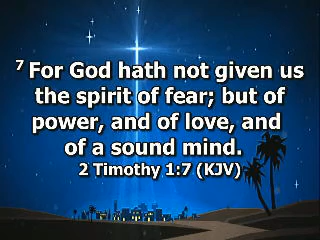 7 For God hath not given us
the spirit of fear; but of
power, and of love, and
of a sound mind.
2 Timothy 1:7 (KJV)